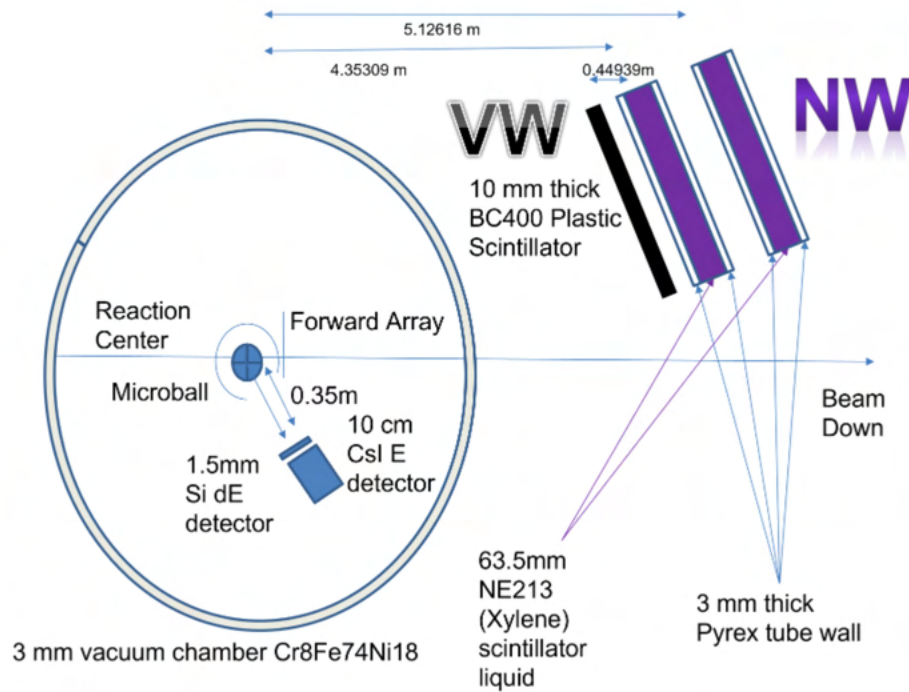 5.12616 m
4.35309 m
0.44939m
VW
NW
10 mm thick
BC400 Plastic
Scintillator
Reaction
Center
Forward Array
Microball
0.35m
Beam
Down
10 cm
CsI E
detector
1.5mm
Si dE
detector
63.5mm
NE213
(Xylene)
scintillator
liquid
3 mm thick
Pyrex tube wall
3 mm vacuum chamber Cr8Fe74Ni18